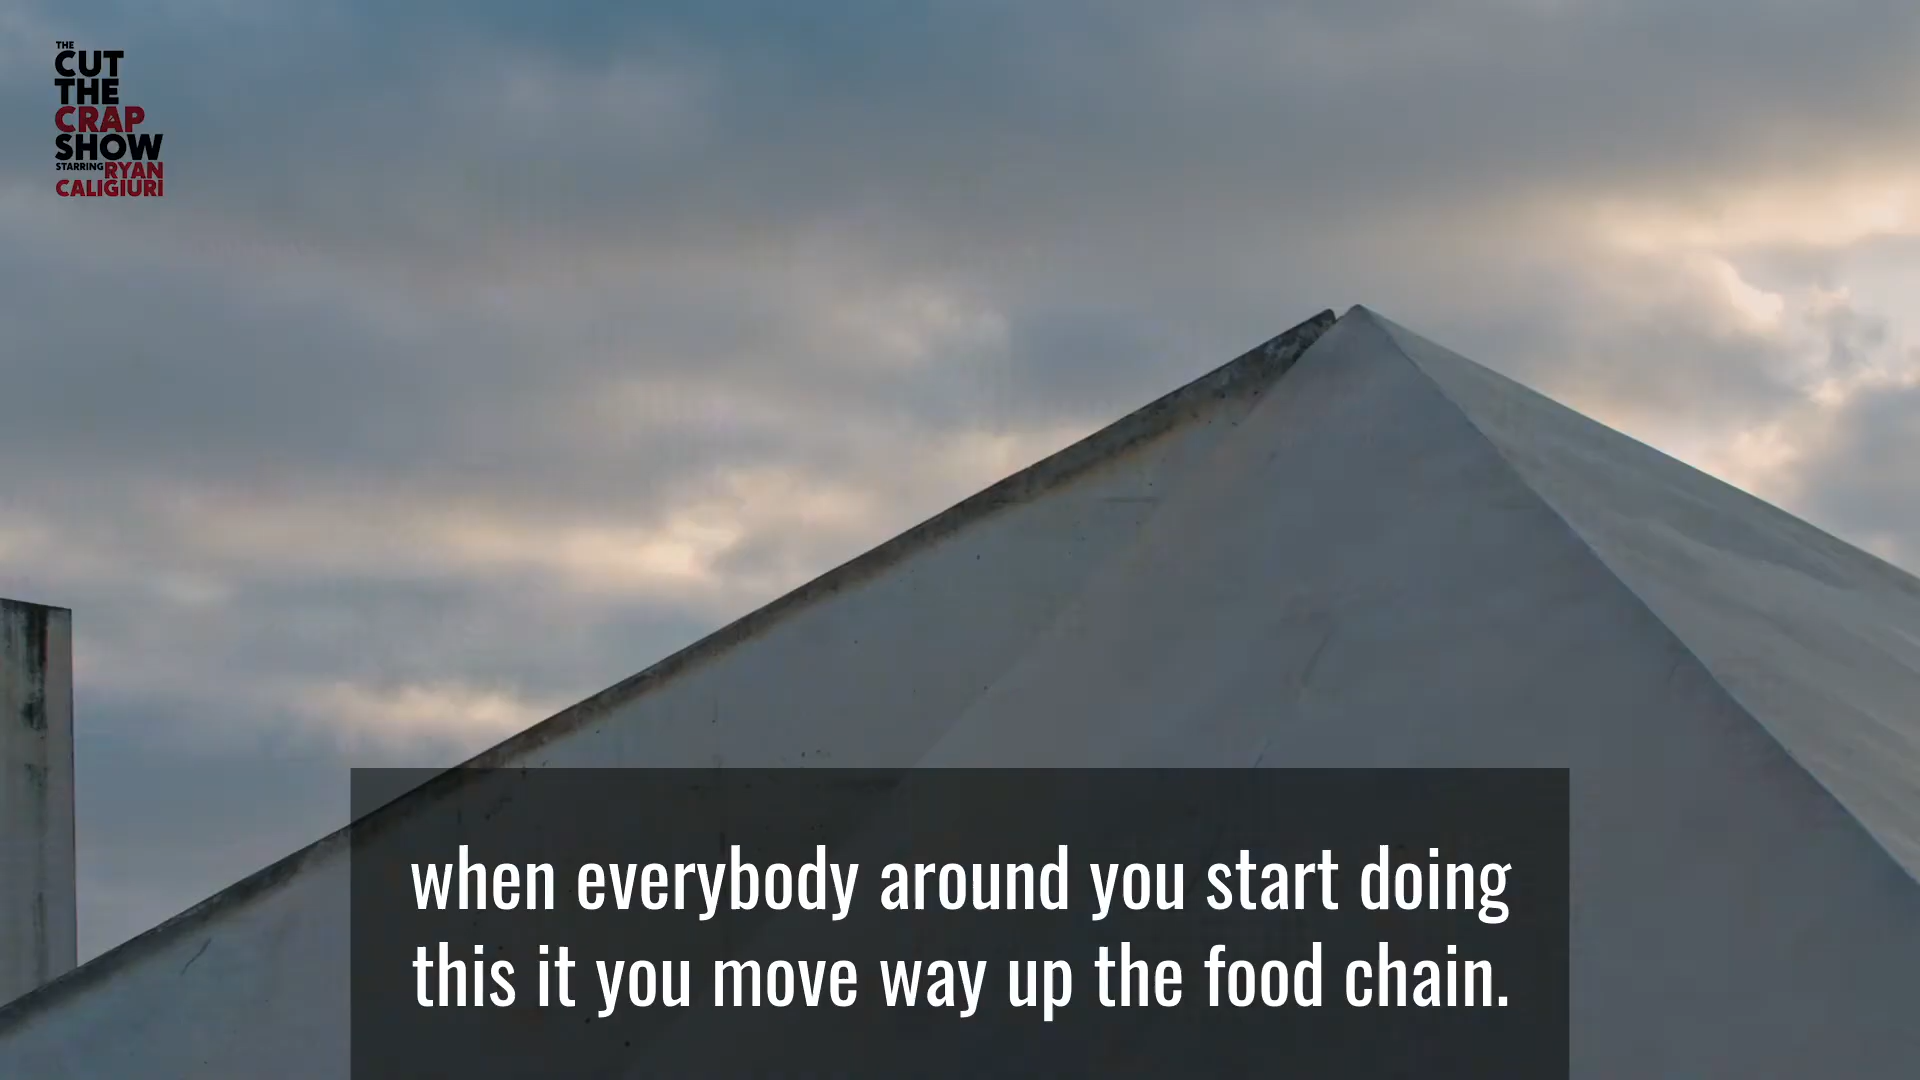 THE
CUT
THE
CRAP
SHOW
STARRING RYAN
CALIGIURI
when everybody around you start doing
this it you move way up the food chain.